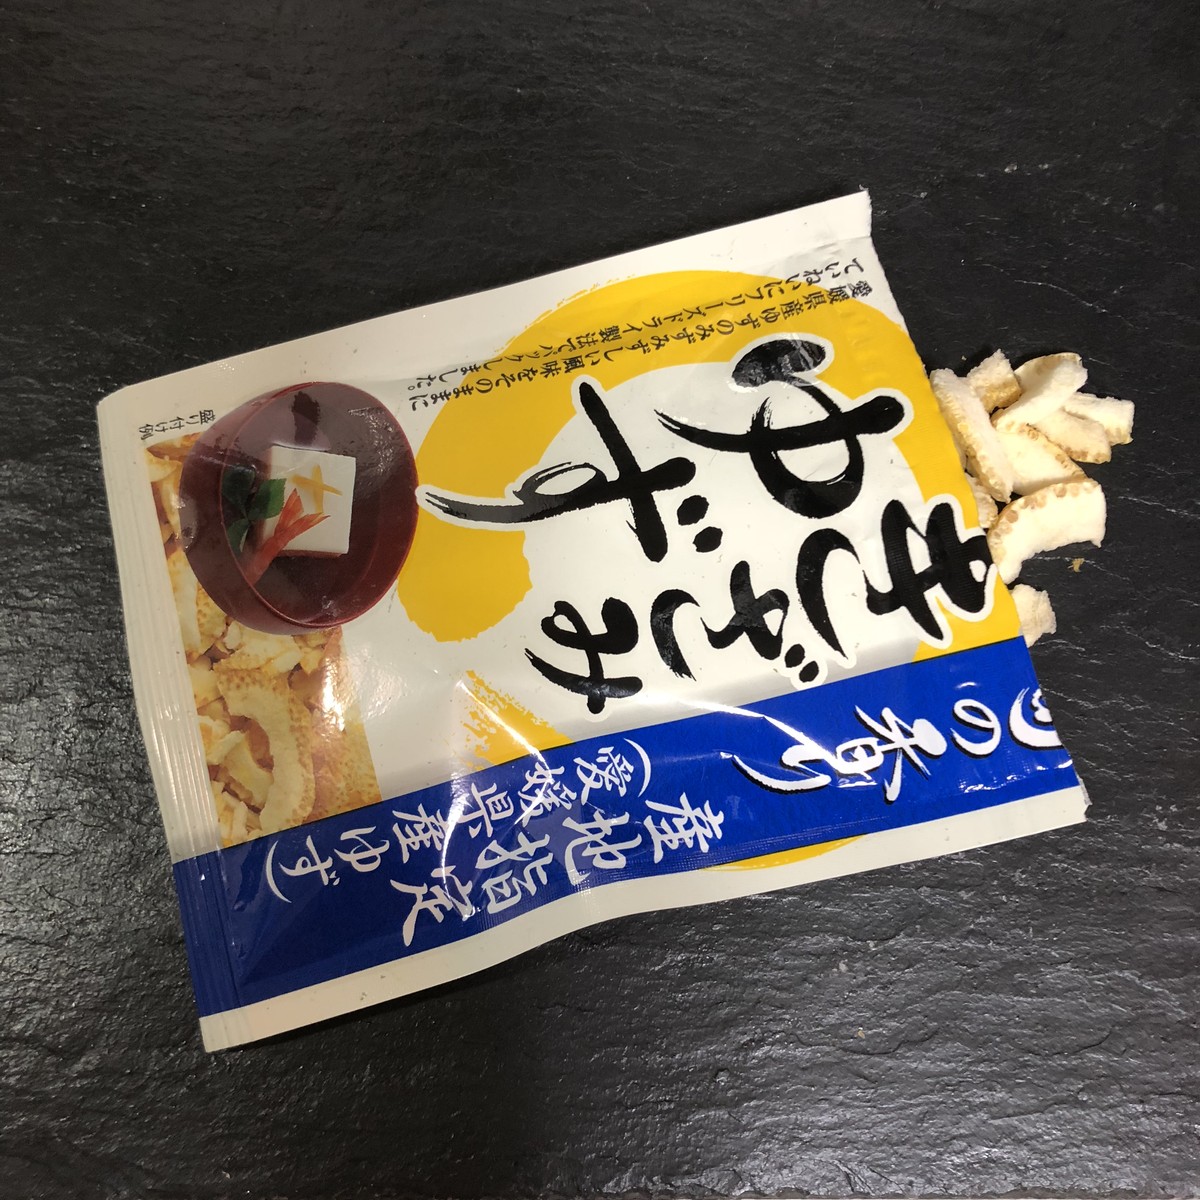 の香り
産地指定
(愛媛県産ゆず)
きざみ
ゆず
愛媛県産ゆずのみずみずしい風味をそのままに
ていねいにフリーズドライ製法でパックしました。
盛り付け例